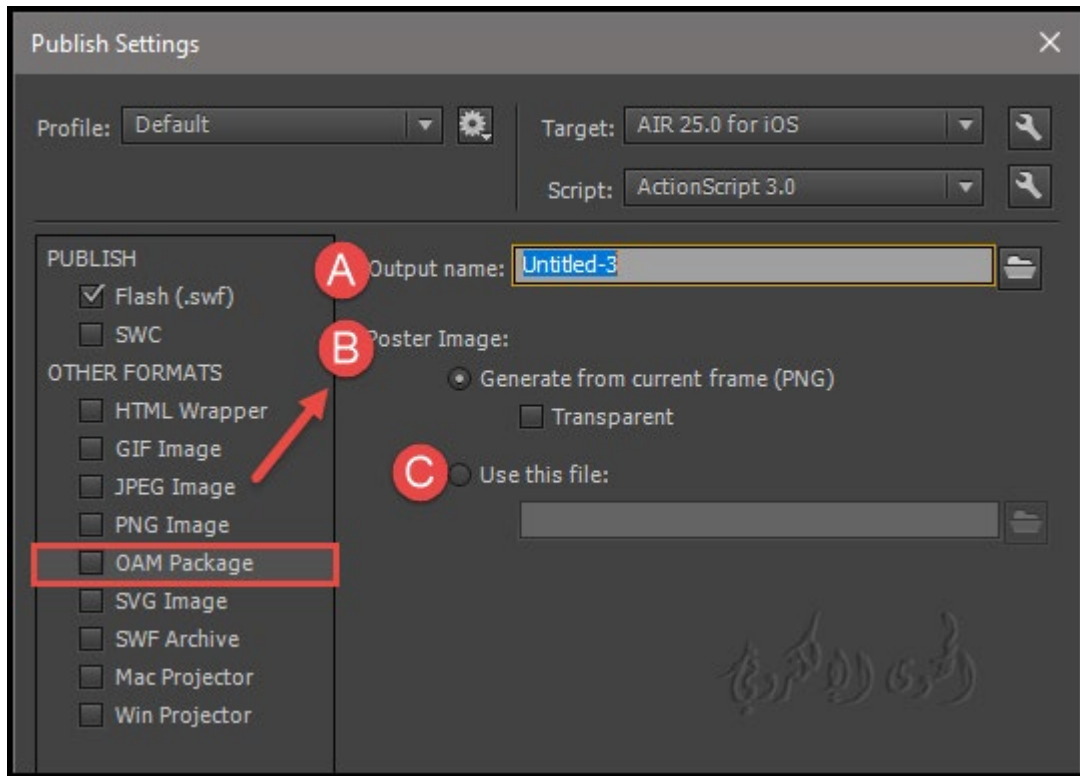 Publish Settings
Profile: Default
Target: AIR 25.0 for iOS
Script: ActionScript 3.0
PUBLISH
Flash (.swf)
SWC
OTHER FORMATS
HTML Wrapper
GIF Image
JPEG Image
PNG Image
OAM Package
SVG Image
SWF Archive
Mac Projector
Win Projector
A Output name: Untitled-3
B Poster Image:
Generate from current frame (PNG)
Transparent
C Use this file: